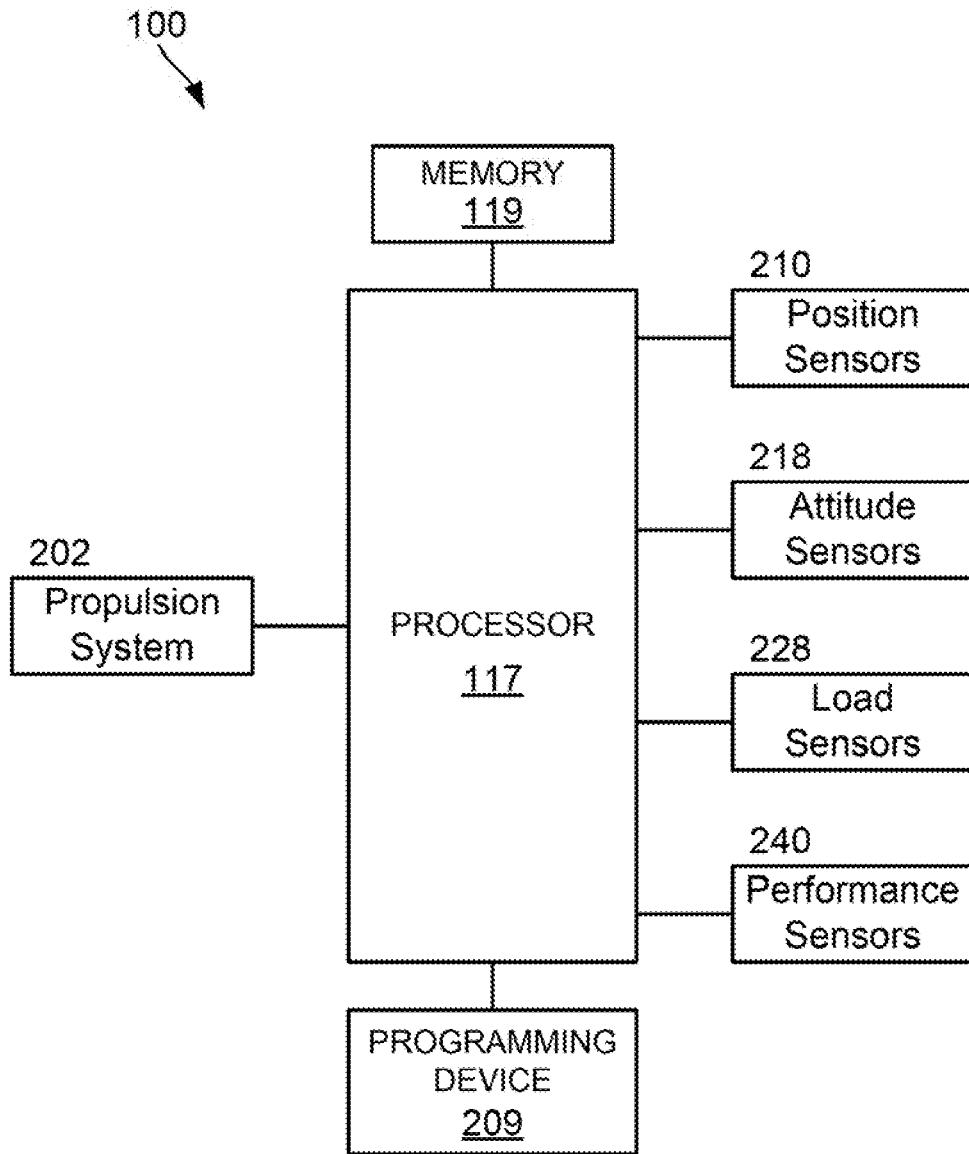 100
MEMORY
119
210
Position
Sensors
218
Attitude
Sensors
202
Propulsion
System
PROCESSOR
117
228
Load
Sensors
240
Performance
Sensors
PROGRAMMING
DEVICE
209